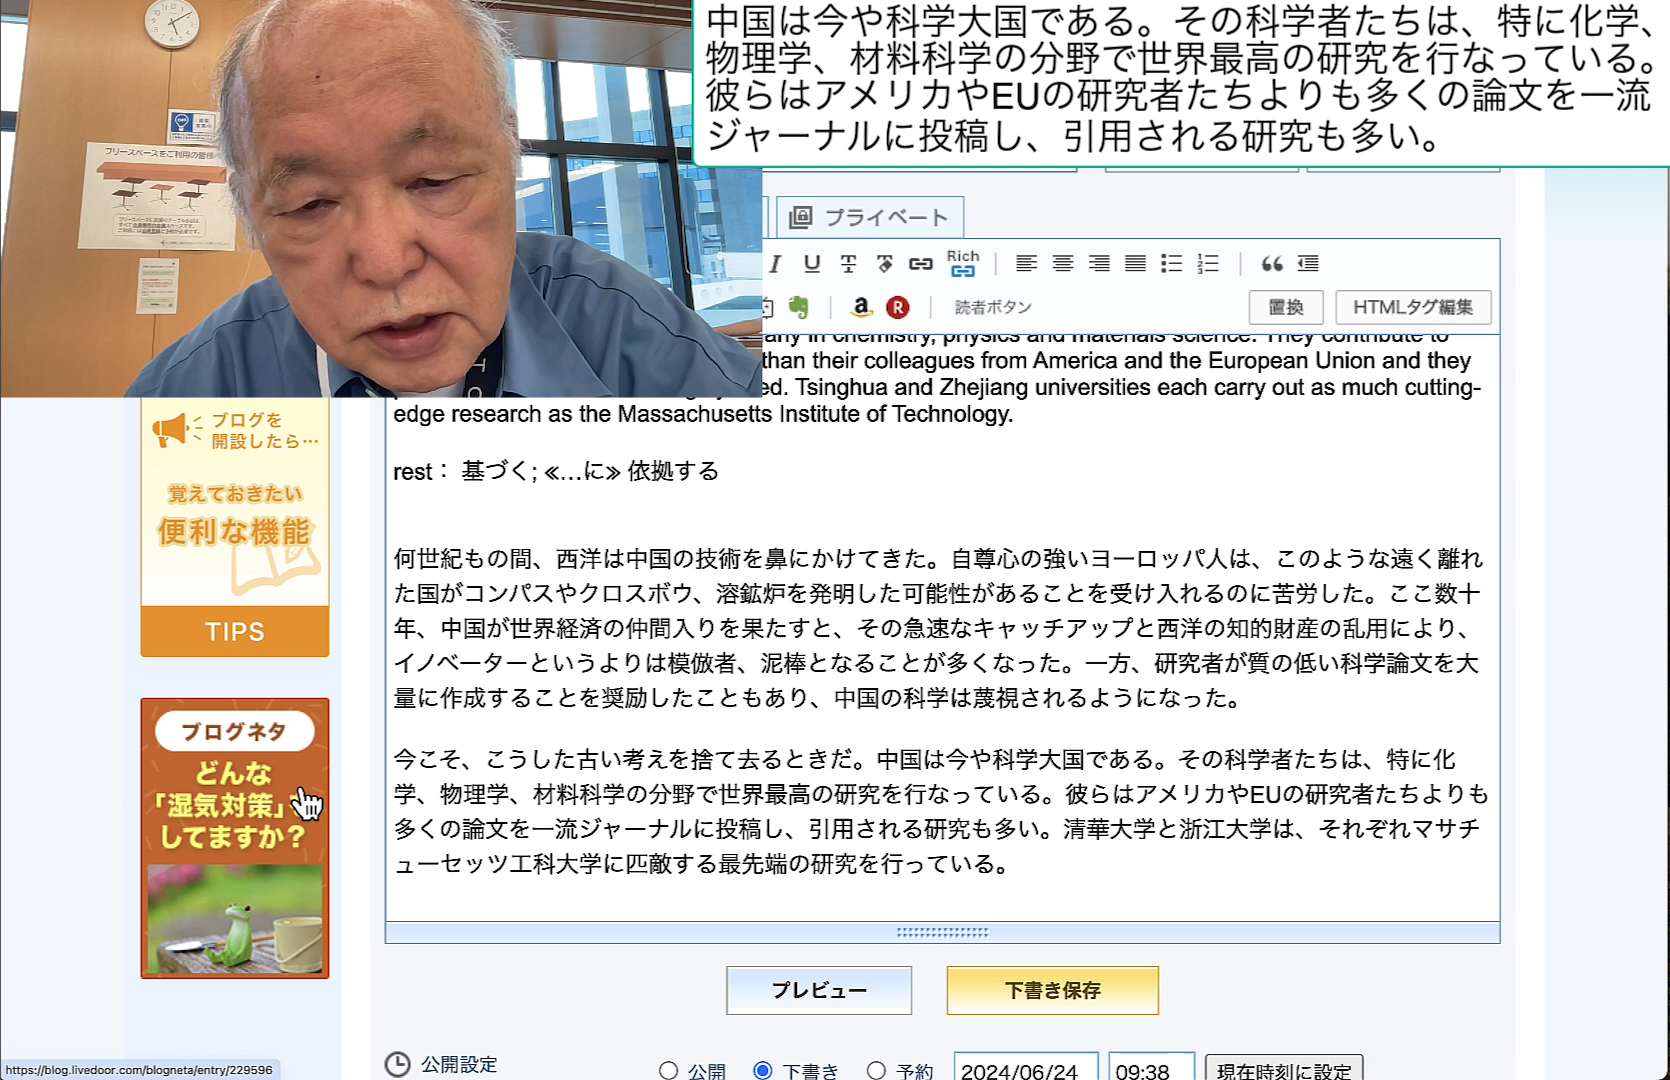 中国は今や科学大国である。その科学者たちは、特に化学、
物理学、材料科学の分野で世界最高の研究を行なっている。
彼らはアメリカやEUの研究者たちよりも多くの論文を一流
ジャーナルに投稿し、引用される研究も多い。
フリースペースをご利用の皆様へ
プライベート
Rich
読者ボタン
置換
HTMLタグ編集
any in chemistry, physics and materials science. They contribute to
than their colleagues from America and the European Union and they
ed. Tsinghua and Zhejiang universities each carry out as much cutting-
edge research as the Massachusetts Institute of Technology.
rest： 基づく; ≪…に≫ 依拠する
何世紀もの間、西洋は中国の技術を鼻にかけてきた。自尊心の強いヨーロッパ人は、このような遠く離れ
た国がコンパスやクロスボウ、溶鉱炉を発明した可能性があることを受け入れるのに苦労した。ここ数十
年、中国が世界経済の仲間入りを果たすと、その急速なキャッチアップと西洋の知的財産の乱用により、
イノベーターというよりは模倣者、泥棒となることが多くなった。一方、研究者が質の低い科学論文を大
量に作成することを奨励したこともあり、中国の科学は蔑視されるようになった。
今こそ、こうした古い考えを捨て去るときだ。中国は今や科学大国である。その科学者たちは、特に化
学、物理学、材料科学の分野で世界最高の研究を行なっている。彼らはアメリカやEUの研究者たちよりも
多くの論文を一流ジャーナルに投稿し、引用される研究も多い。清華大学と浙江大学は、それぞれマサチ
ューセッツ工科大学に匹敵する最先端の研究を行っている。
ブログを
開設したら…
覚えておきたい
便利な機能
TIPS
ブログネタ
どんな
「湿気対策」
してますか？
プレビュー
下書き保存
公開設定
公開
下書き
予約
2024/06/24
09:38
現在時刻に設定
https://blog.livedoor.com/blogneta/entry/229596